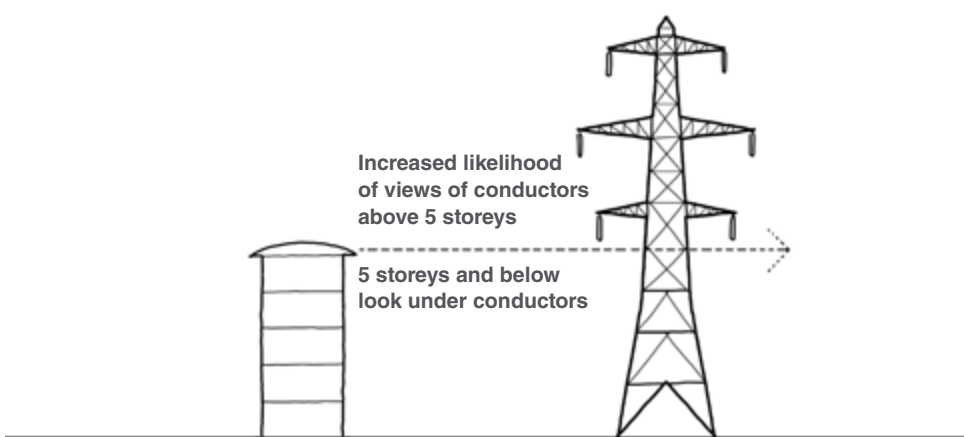 Increased likelihood
of views of conductors
above 5 storeys
5 storeys and below
look under conductors